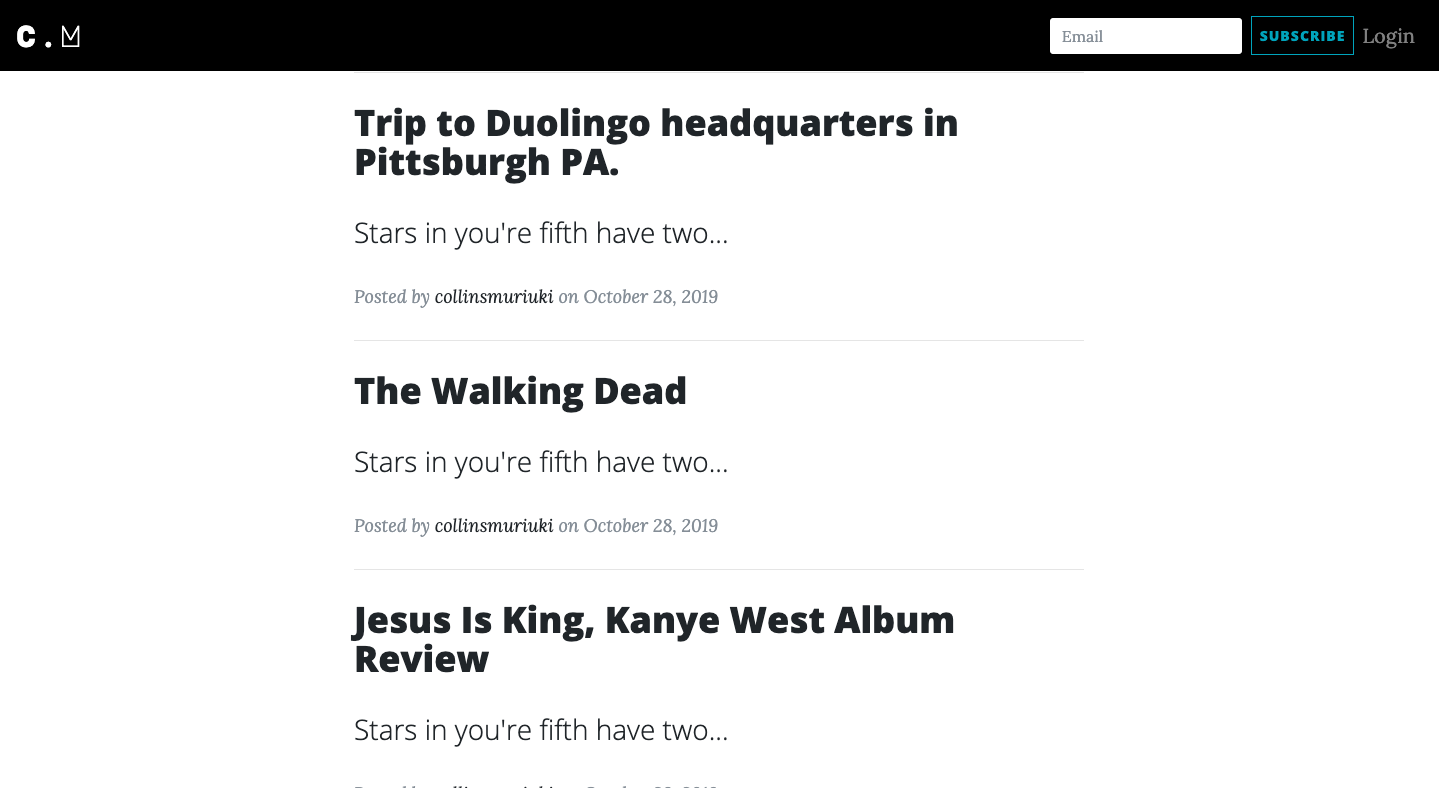 C.M
Email
SUBSCRIBE
Login
Trip to Duolingo headquarters in
Pittsburgh PA.
Stars in you're fifth have two...
Posted by collinsmuriuki on October 28, 2019
The Walking Dead
Stars in you're fifth have two...
Posted by collinsmuriuki on October 28, 2019
Jesus Is King, Kanye West Album
Review
Stars in you're fifth have two...